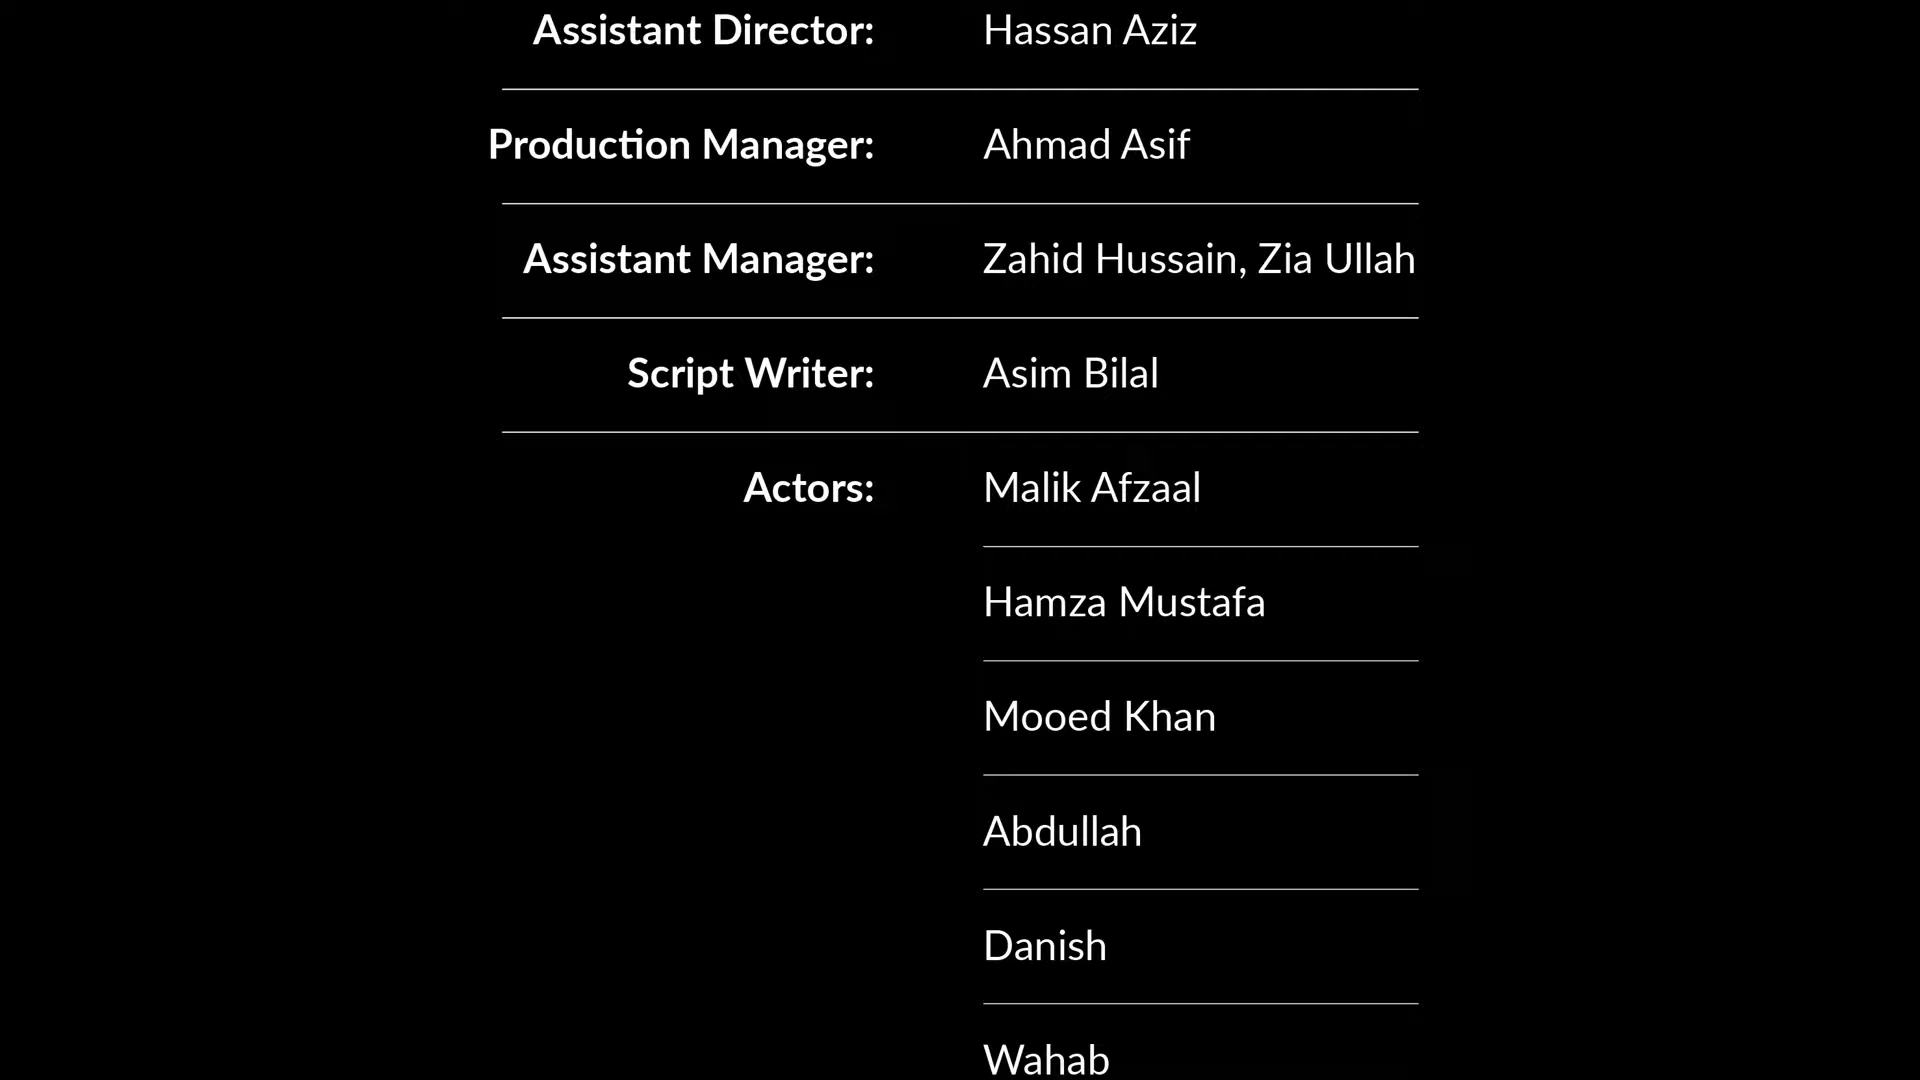 Assistant Director: Hassan Aziz
Production Manager: Ahmad Asif
Assistant Manager: Zahid Hussain, Zia Ullah
Script Writer: Asim Bilal
Actors: Malik Afzaal
Hamza Mustafa
Mooed Khan
Abdullah
Danish
Wahab